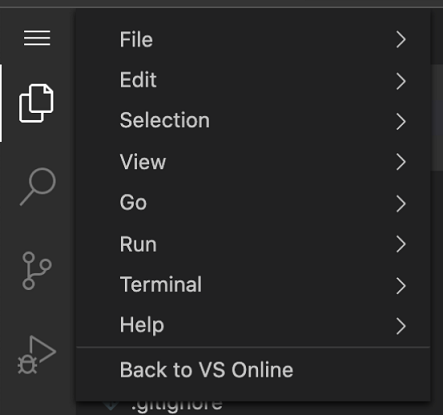 File
Edit
Selection
View
Go
Run
Terminal
Help
Back to VS Online
.gitignore